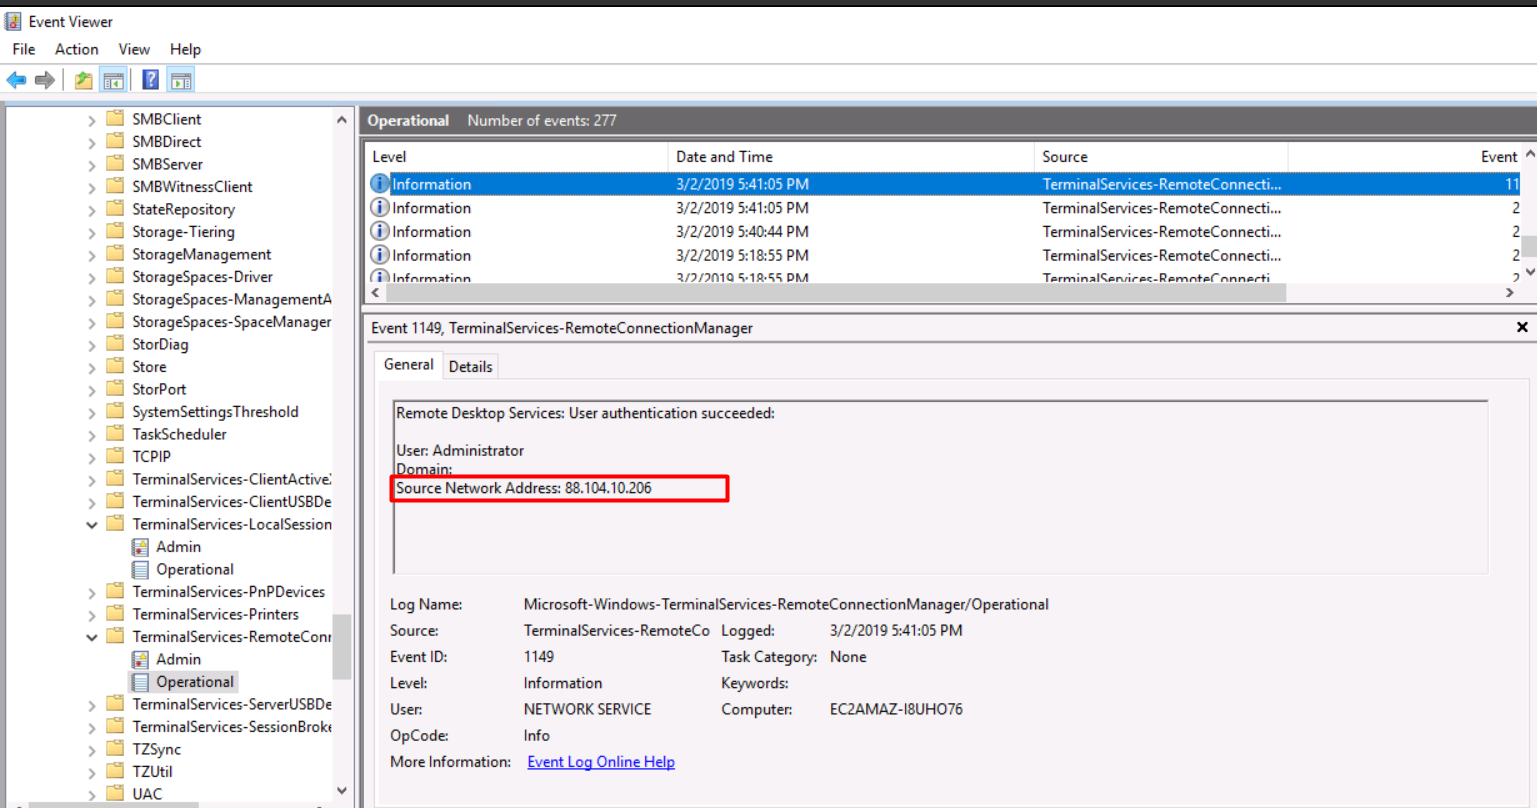 Event Viewer
File Action View Help
SMBClient
SMBDirect
SMBServer
SMBWitnessClient
StateRepository
Storage-Tiering
StorageManagement
StorageSpaces-Driver
StorageSpaces-ManagementA
StorageSpaces-SpaceManager
StorDiag
Store
StorPort
SystemSettingsThreshold
TaskScheduler
TCPIP
TerminalServices-ClientActive
TerminalServices-ClientUSBDe
TerminalServices-LocalSession
Admin
Operational
TerminalServices-PnPDevices
TerminalServices-Printers
TerminalServices-RemoteConn
Admin
Operational
TerminalServices-ServerUSBDe
TerminalServices-SessionBroke
TZSync
TZUtil
UAC
Operational Number of events: 277
Level Date and Time Source Event
Information 3/2/2019 5:41:05 PM TerminalServices-RemoteConnecti... 11
Information 3/2/2019 5:41:05 PM TerminalServices-RemoteConnecti... 2
Information 3/2/2019 5:40:44 PM TerminalServices-RemoteConnecti... 2
Information 3/2/2019 5:18:55 PM TerminalServices-RemoteConnecti... 2
Information 3/2/2019 5:18:55 PM TerminalServices-RemoteConnecti... 2
Event 1149, TerminalServices-RemoteConnectionManager
General Details
Remote Desktop Services: User authentication succeeded:
User: Administrator
Domain:
Source Network Address: 88.104.10.206
Log Name: Microsoft-Windows-TerminalServices-RemoteConnectionManager/Operational
Source: TerminalServices-RemoteCo Logged: 3/2/2019 5:41:05 PM
Event ID: 1149 Task Category: None
Level: Information Keywords:
User: NETWORK SERVICE Computer: EC2AMAZ-I8UHO76
OpCode: Info
More Information: Event Log Online Help